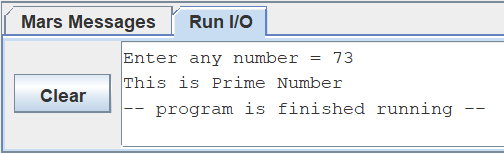 Mars Messages Run I/O
Enter any number = 73
This is Prime Number
Clear
-- program is finished running --